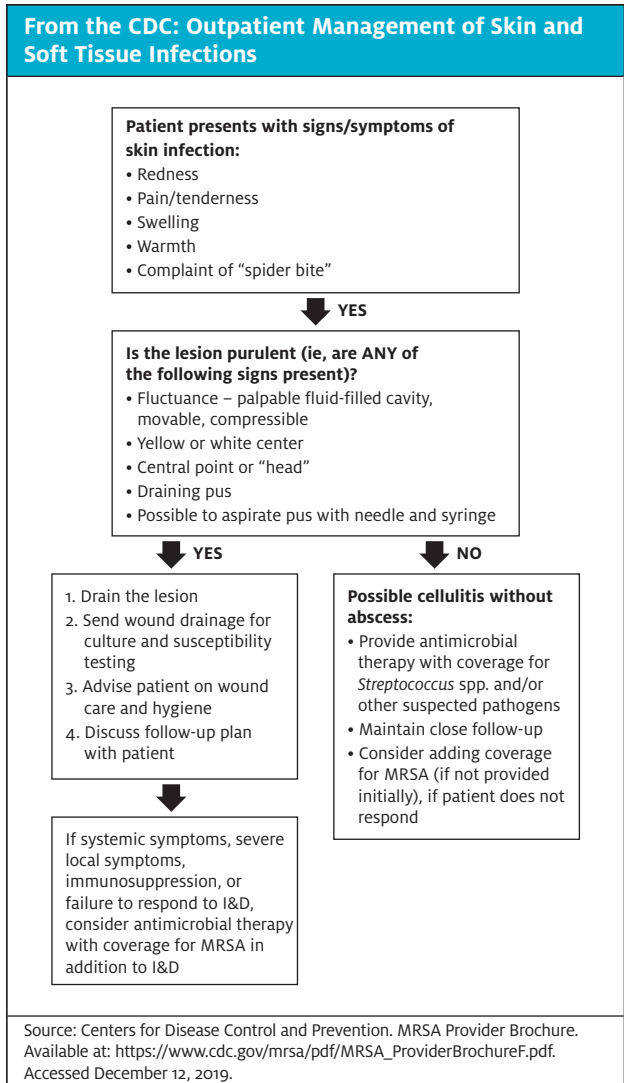 From the CDC: Outpatient Management of Skin and
Soft Tissue Infections
Patient presents with signs/symptoms of
skin infection:
• Redness
• Pain/tenderness
• Swelling
• Warmth
• Complaint of “spider bite”
YES
Is the lesion purulent (ie, are ANY of
the following signs present)?
• Fluctuance – palpable fluid-filled cavity,
movable, compressible
• Yellow or white center
• Central point or “head”
• Draining pus
• Possible to aspirate pus with needle and syringe
YES
1. Drain the lesion
2. Send wound drainage for
culture and susceptibility
testing
3. Advise patient on wound
care and hygiene
4. Discuss follow-up plan
with patient
If systemic symptoms, severe
local symptoms,
immunosuppression, or
failure to respond to I&D,
consider antimicrobial therapy
with coverage for MRSA in
addition to I&D
NO
Possible cellulitis without
abscess:
• Provide antimicrobial
therapy with coverage for
Streptococcus spp. and/or
other suspected pathogens
• Maintain close follow-up
• Consider adding coverage
for MRSA (if not provided
initially), if patient does not
respond
Source: Centers for Disease Control and Prevention. MRSA Provider Brochure.
Available at: https://www.cdc.gov/mrsa/pdf/MRSA_ProviderBrochureF.pdf.
Accessed December 12, 2019.